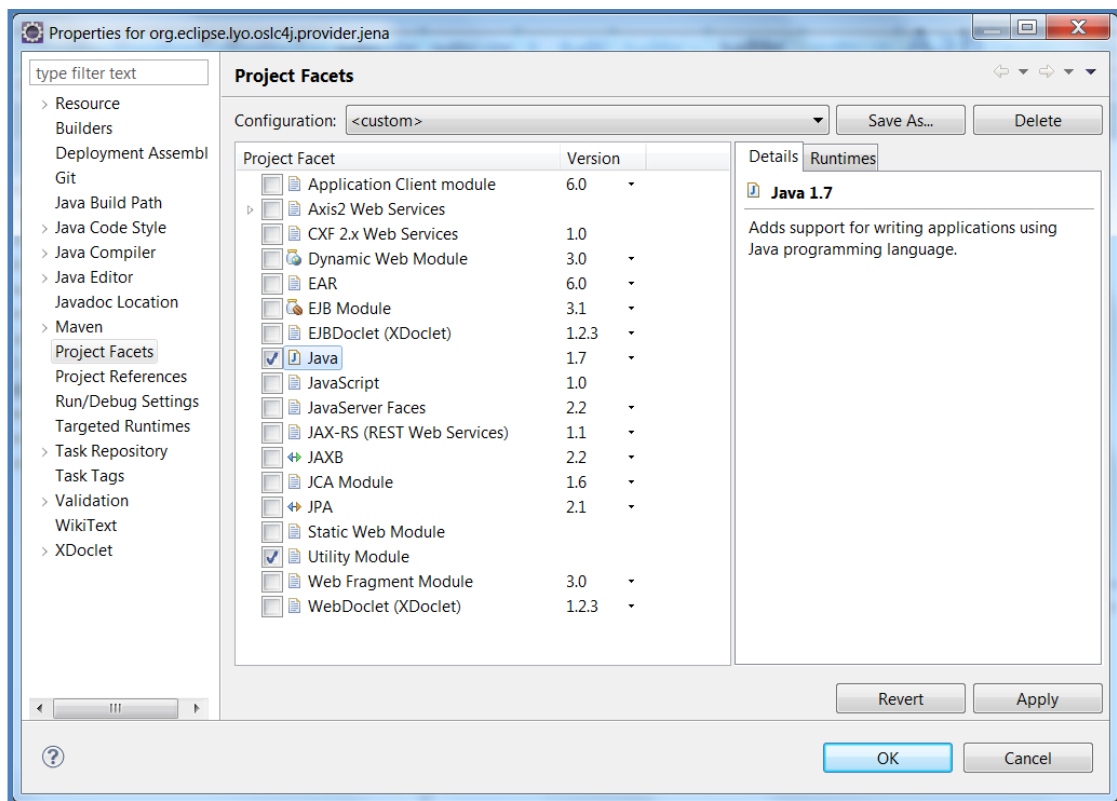 Properties for org.eclipse.lyo.oslc4j.provider.jena
type filter text
Resource
Builders
Deployment Assembl
Git
Java Build Path
Java Code Style
Java Compiler
Java Editor
Javadoc Location
Maven
Project Facets
Project References
Run/Debug Settings
Targeted Runtimes
Task Repository
Task Tags
Validation
WikiText
XDoclet
Project Facets
Configuration: <custom> Save As... Delete
Project Facet Version
Application Client module 6.0
Axis2 Web Services
CXF 2.x Web Services 1.0
Dynamic Web Module 3.0
EAR 6.0
EJB Module 3.1
EJBDoclet (XDoclet) 1.2.3
Java 1.7
JavaScript 1.0
JavaServer Faces 2.2
JAX-RS (REST Web Services) 1.1
JAXB 2.2
JCA Module 1.6
JPA 2.1
Static Web Module
Utility Module
Web Fragment Module 3.0
WebDoclet (XDoclet) 1.2.3
Details Runtimes
Java 1.7
Adds support for writing applications using
Java programming language.
Revert Apply
OK Cancel